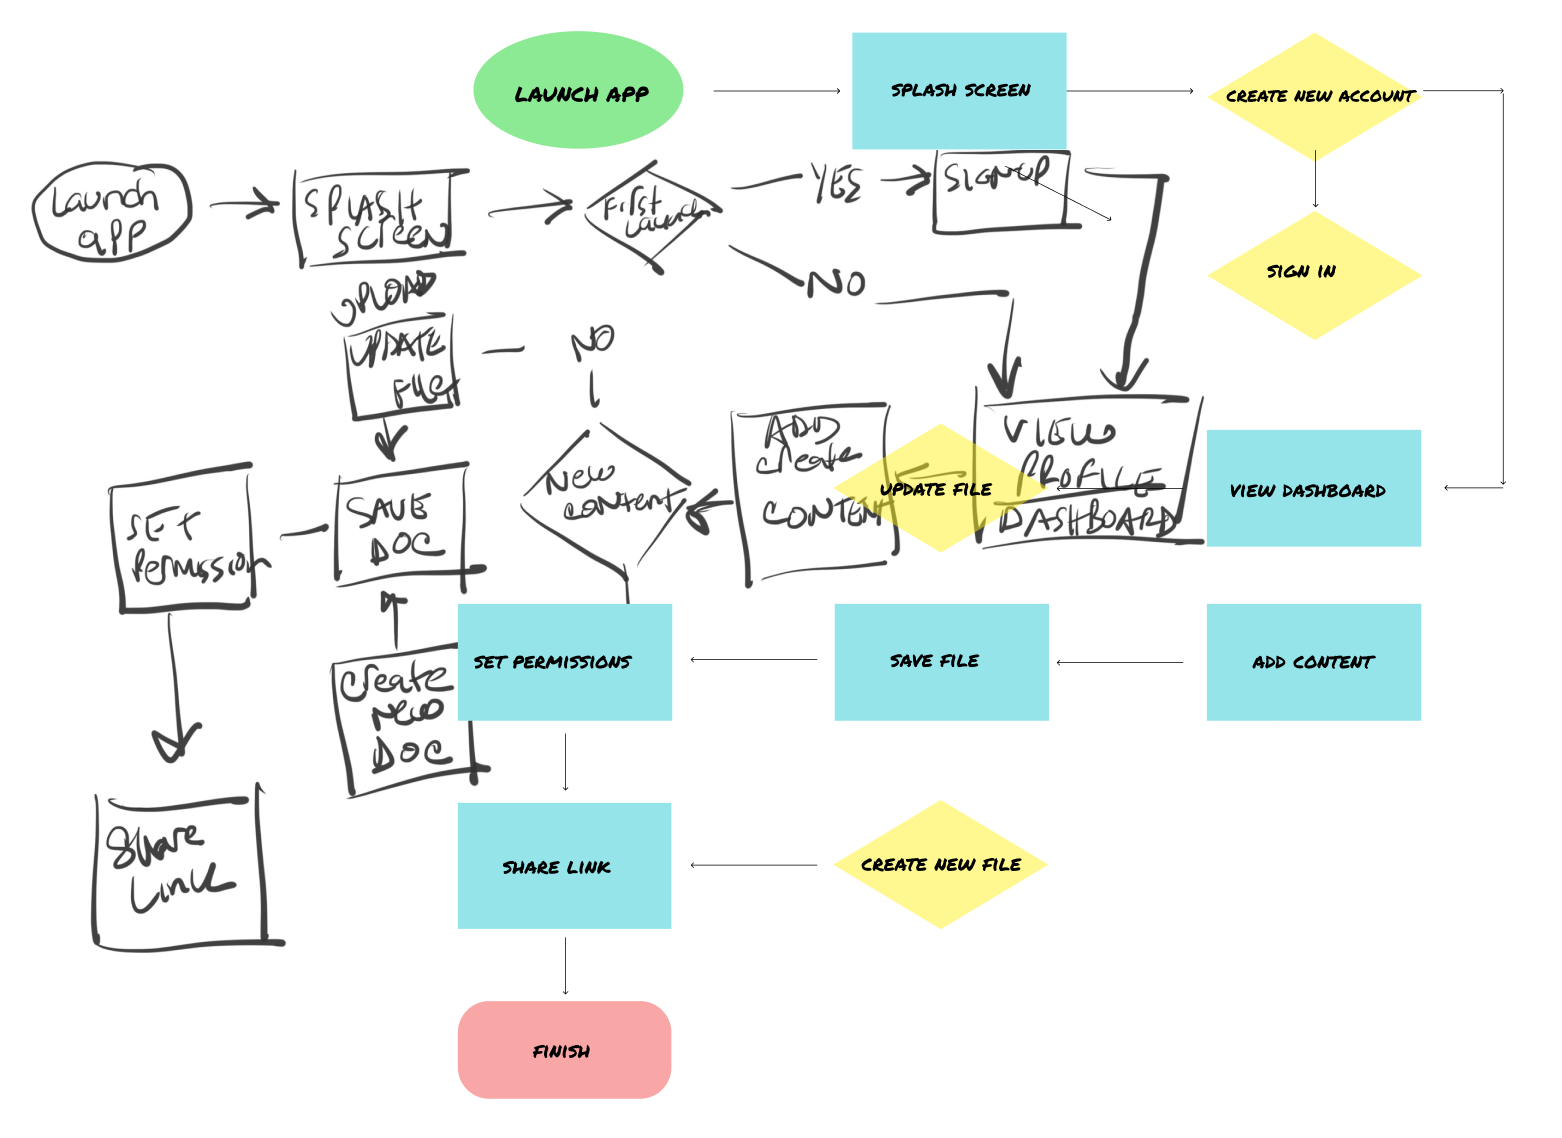 LAUNCH APP
SPLASH SCREEN
CREATE NEW ACCOUNT
Launch
APP
SPLASH
SCREEN
FIRST
Launch
YES
SIGNUP
NO
SIGN IN
UPLOAD
UPDATE
FILE
NO
VIEW
PROFILE
DASHBOARD
ADD
Create
CONTENT
NEW
CONTENT
UPDATE FILE
VIEW DASHBOARD
SAVE
DOC
SET
PERMISSION
SET PERMISSIONS
SAVE FILE
ADD CONTENT
Create
NEW
DOC
SHARE
LINK
SHARE LINK
CREATE NEW FILE
FINISH